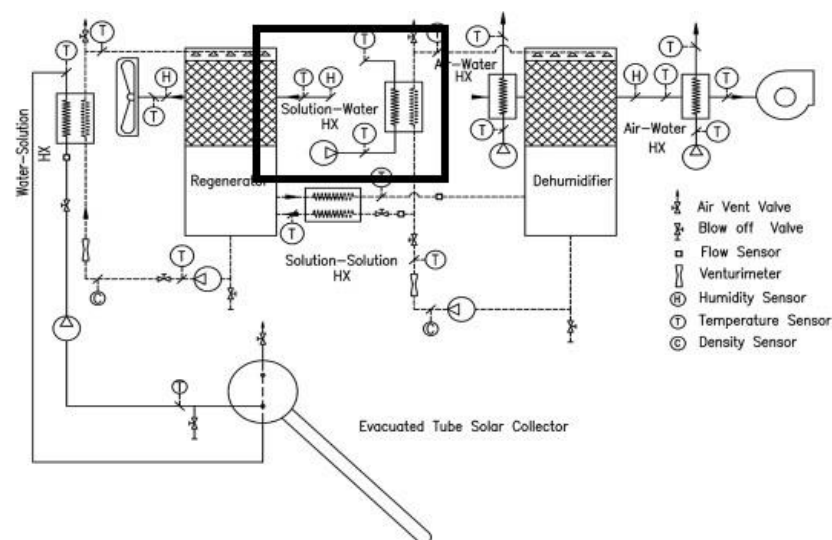 T
T
T
T
T
H
T
T
H
Solution-Water
HX
T
T
T
Air-Water
HX
T
T
H
T
T
T
T
Air-Water
HX
Water-Solution
HX
Regenerator
Dehumidifier
T
T
Solution-Solution
HX
T
T
C
C
T
Evacuated Tube Solar Collector
Air Vent Valve
Blow off Valve
Flow Sensor
Venturimeter
H Humidity Sensor
T Temperature Sensor
C Density Sensor